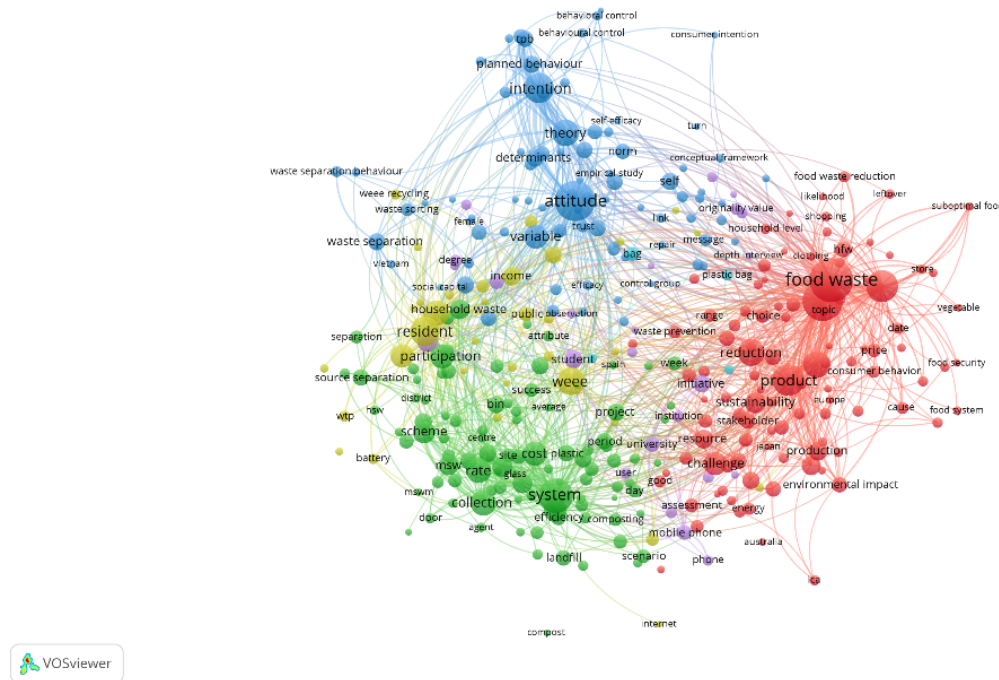 behavioral control
behavioural control
consumer intention
tpb
planned behaviour
intention
self-efficacy
turn
theory
norm
determinants
conceptual framework
empirical study
waste separation behaviour
self
food waste reduction
weee recycling
likelihood
leftover
attitude
waste sorting
originality value
suboptimal foo
shopping
female
link
trust
household level
waste separation
variable
message
repair
hfw
bag
depth interview
clothing
vietnam
degree
plastic bag
store
income
food waste
social capital
efficacy
control group
household waste
public
observation
range
choice
topic
vegetable
resident
waste prevention
date
separation
attribute
participation
student
week
reduction
price
food security
spain
source separation
weee
initiative
product
consumer behavior
success
district
bin
average
sustainability
europe
cause
food system
wtp
hsw
project
institution
stakeholder
scheme
centre
period
university
resource
japan
production
battery
msw
rate
site
cost
plastic
glass
user
good
challenge
environmental impact
mswm
system
day
collection
assessment
energy
door
agent
efficiency
composting
mobile phone
australia
landfill
scenario
phone
lca
internet
compost
VOSviewer